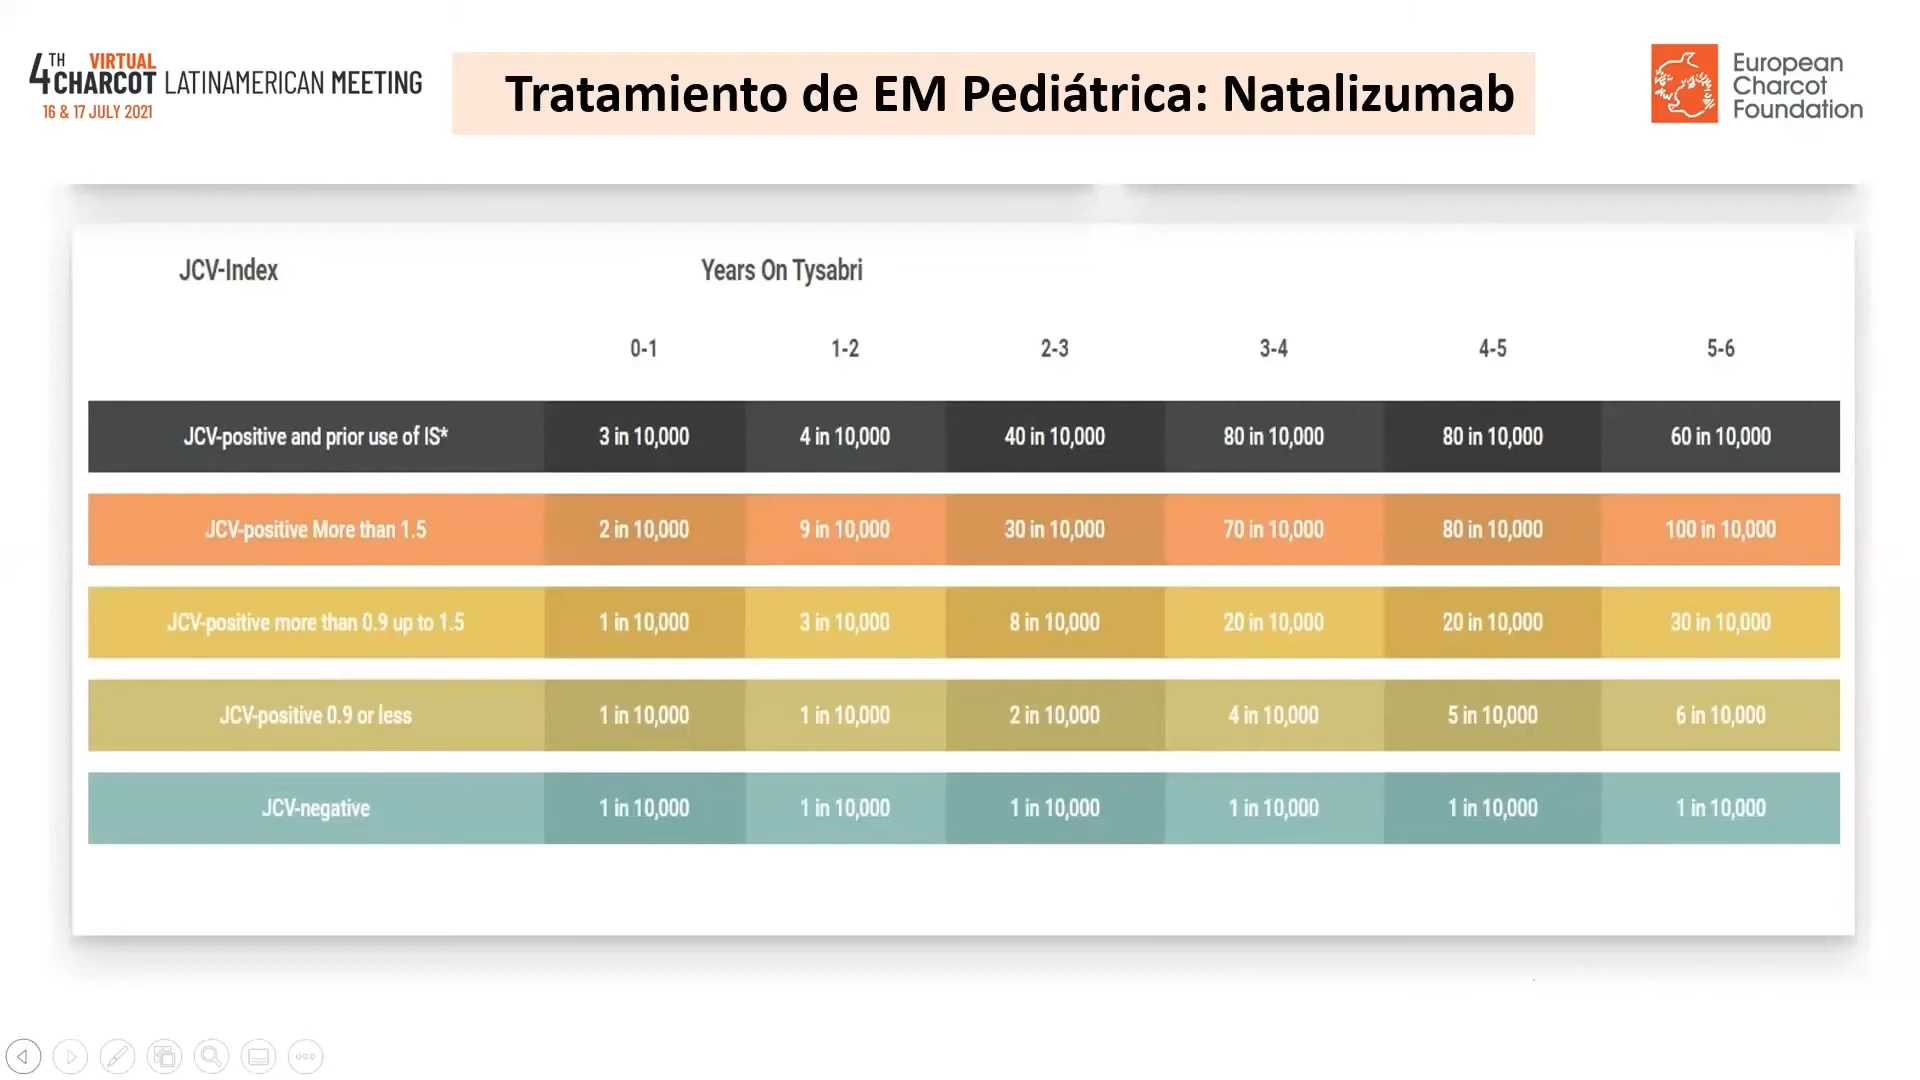 4TH VIRTUAL
CHARCOT LATINAMERICAN MEETING
16 & 17 JULY 2021
Tratamiento de EM Pediátrica: Natalizumab
European
Charcot
Foundation
JCV-Index Years On Tysabri
0-1 1-2 2-3 3-4 4-5 5-6
JCV-positive and prior use of IS* 3 in 10,000 4 in 10,000 40 in 10,000 80 in 10,000 80 in 10,000 60 in 10,000
JCV-positive More than 1.5 2 in 10,000 9 in 10,000 30 in 10,000 70 in 10,000 80 in 10,000 100 in 10,000
JCV-positive more than 0.9 up to 1.5 1 in 10,000 3 in 10,000 8 in 10,000 20 in 10,000 20 in 10,000 30 in 10,000
JCV-positive 0.9 or less 1 in 10,000 1 in 10,000 2 in 10,000 4 in 10,000 5 in 10,000 6 in 10,000
JCV-negative 1 in 10,000 1 in 10,000 1 in 10,000 1 in 10,000 1 in 10,000 1 in 10,000